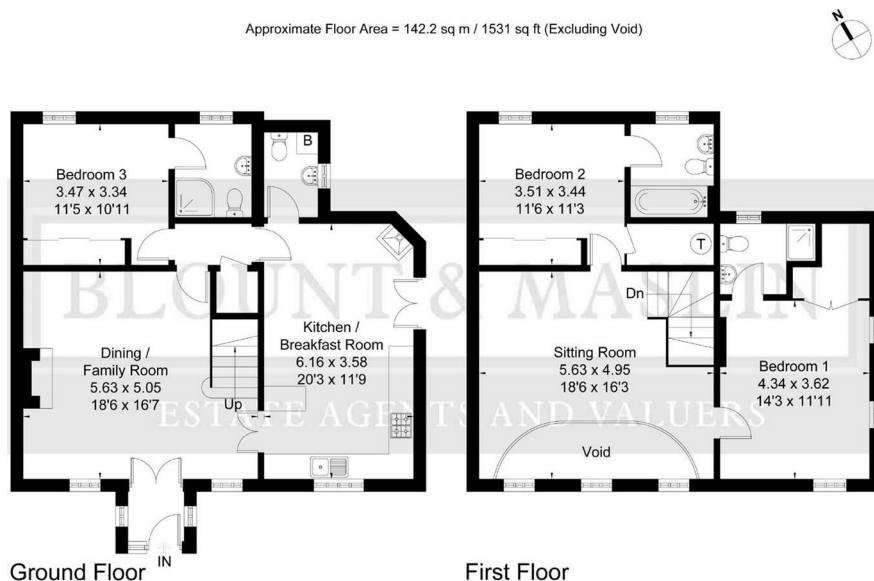 Approximate Floor Area = 142.2 sq m / 1531 sq ft (Excluding Void)
N
Bedroom 3
3.47 x 3.34
11'5 x 10'11
B
Dining /
Family Room
5.63 x 5.05
18'6 x 16'7
Up
Kitchen /
Breakfast Room
6.16 x 3.58
20'3 x 11'9
IN
Ground Floor
Bedroom 2
3.51 x 3.44
11'6 x 11'3
T
Dn
Sitting Room
5.63 x 4.95
18'6 x 16'3
Void
Bedroom 1
4.34 x 3.62
14'3 x 11'11
First Floor
BLOUNT & MASLIN
ESTATE AGENTS AND VALUERS